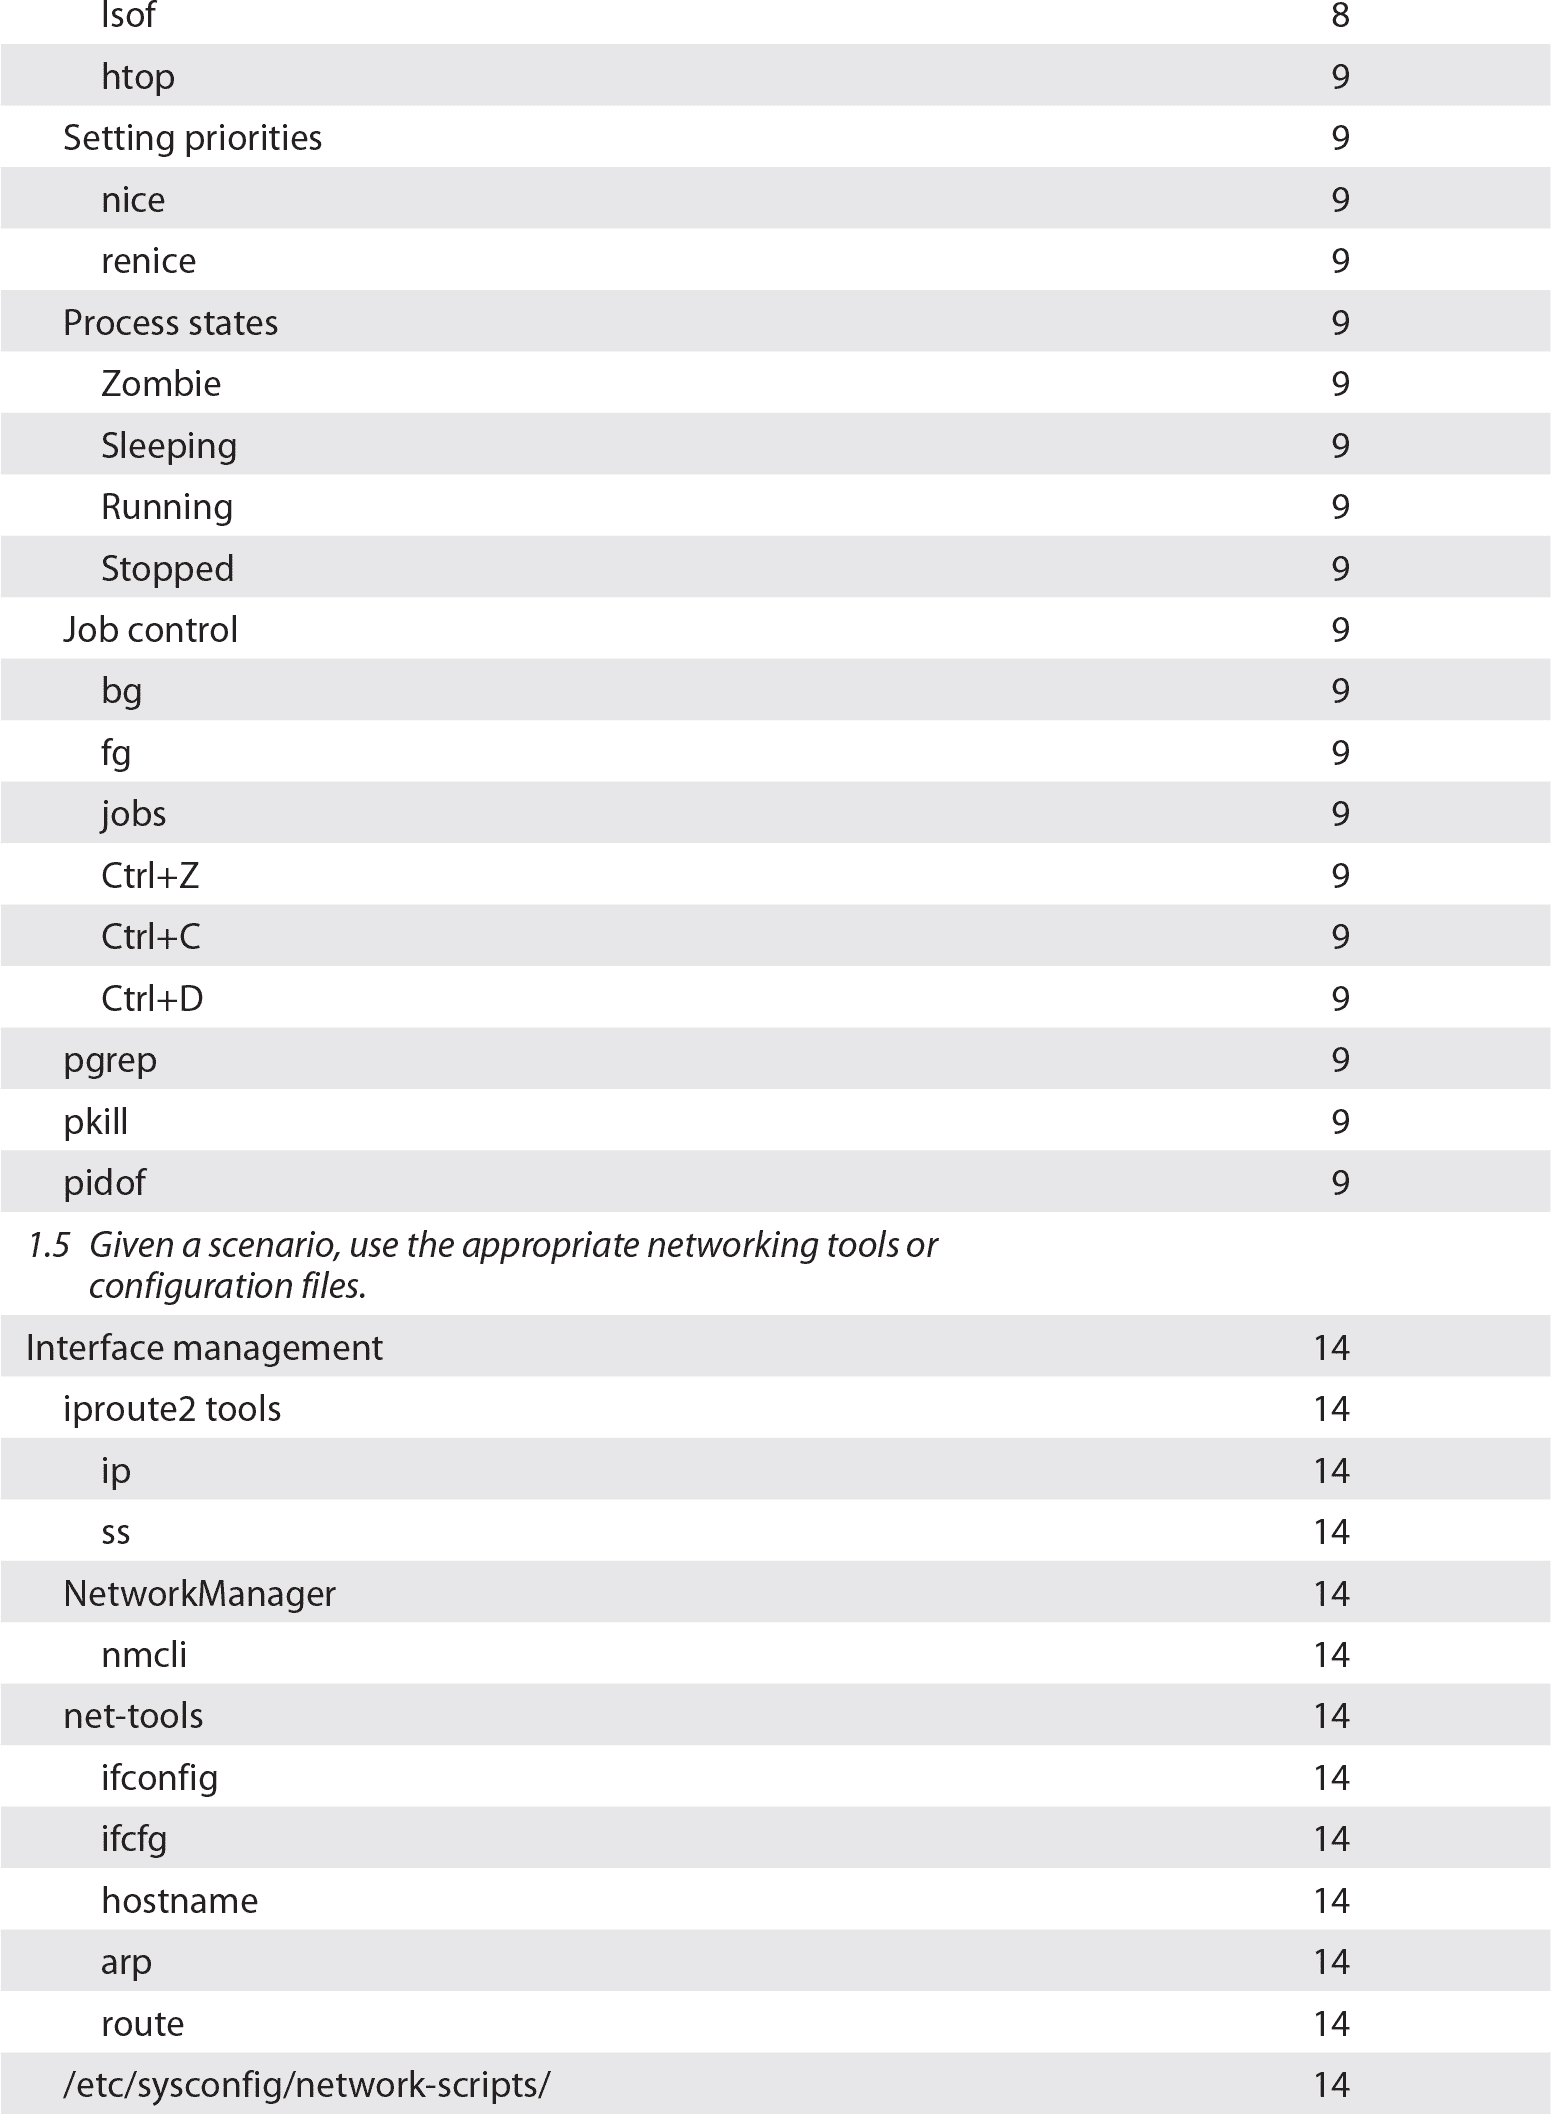 lsof 8
htop 9
Setting priorities 9
nice 9
renice 9
Process states 9
Zombie 9
Sleeping 9
Running 9
Stopped 9
Job control 9
bg 9
fg 9
jobs 9
Ctrl+Z 9
Ctrl+C 9
Ctrl+D 9
pgrep 9
pkill 9
pidof 9
1.5 Given a scenario, use the appropriate networking tools or
configuration files.
Interface management 14
iproute2 tools 14
ip 14
ss 14
NetworkManager 14
nmcli 14
net-tools 14
ifconfig 14
ifcfg 14
hostname 14
arp 14
route 14
/etc/sysconfig/network-scripts/ 14